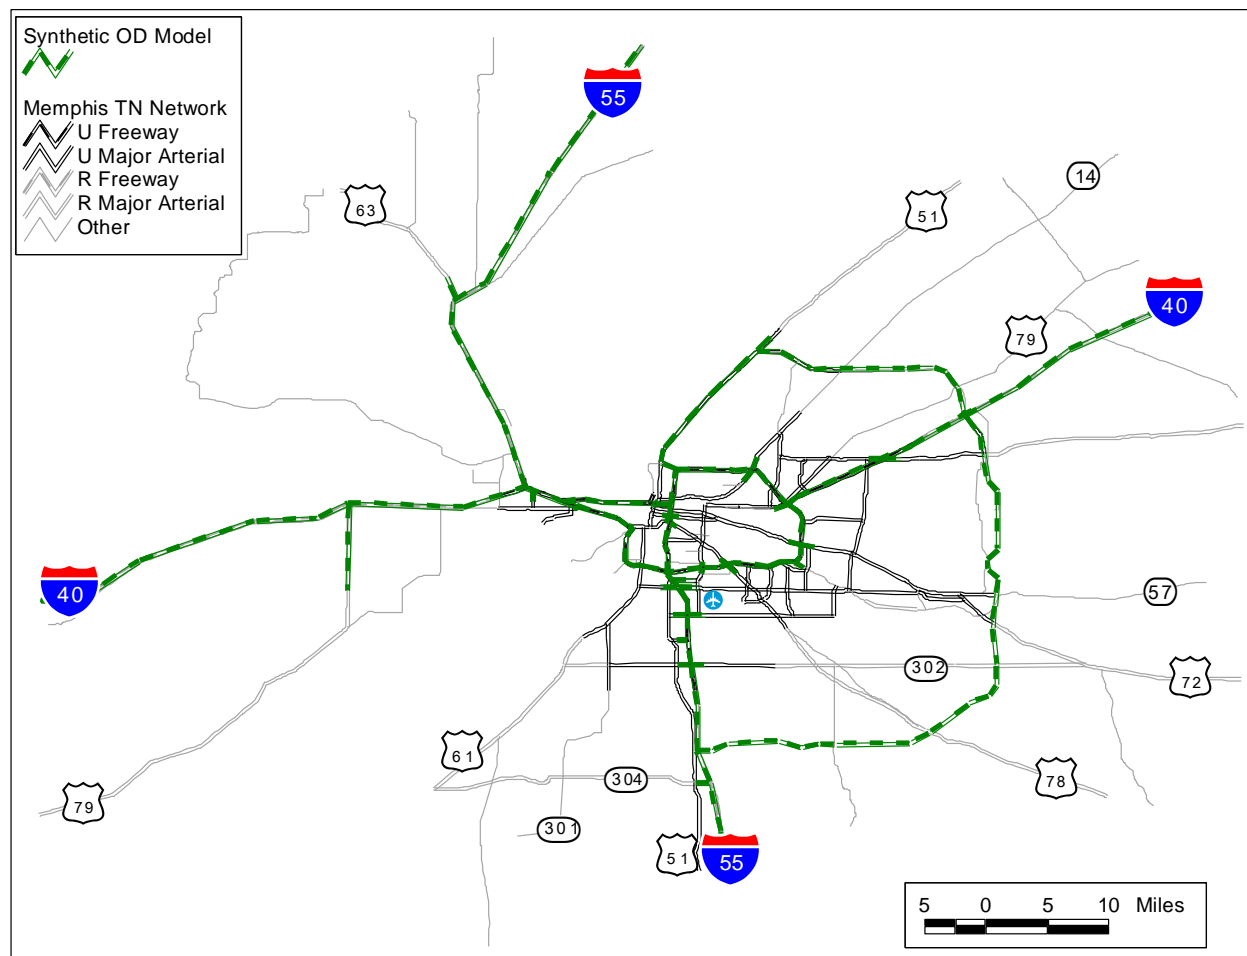 Synthetic OD Model
Memphis TN Network
U Freeway
U Major Arterial
R Freeway
R Major Arterial
Other
55
63
14
51
40
79
40
57
302
72
61
304
78
79
301
51
55
5 0 5 10 Miles